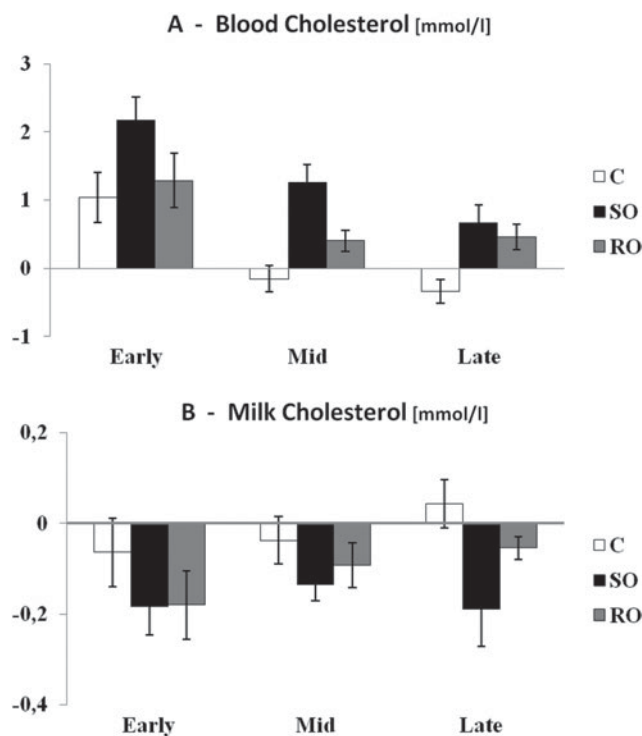 A - Blood Cholesterol [mmol/l]
3
2
1
0
-1
Early Mid Late
C
SO
RO
B - Milk Cholesterol [mmol/l]
0,2
0
-0,2
-0,4
Early Mid Late
C
SO
RO